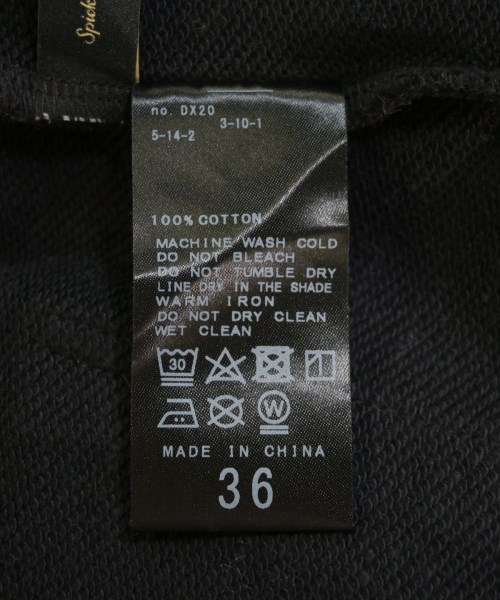 Spick
no. DX20
3-10-1
5-14-2
100% COTTON
MACHINE WASH COLD
DO NOT BLEACH
DO NOT TUMBLE DRY
LINE DRY IN THE SHADE
WARM IRON
DO NOT DRY CLEAN
WET CLEAN
30
W
MADE IN CHINA
36